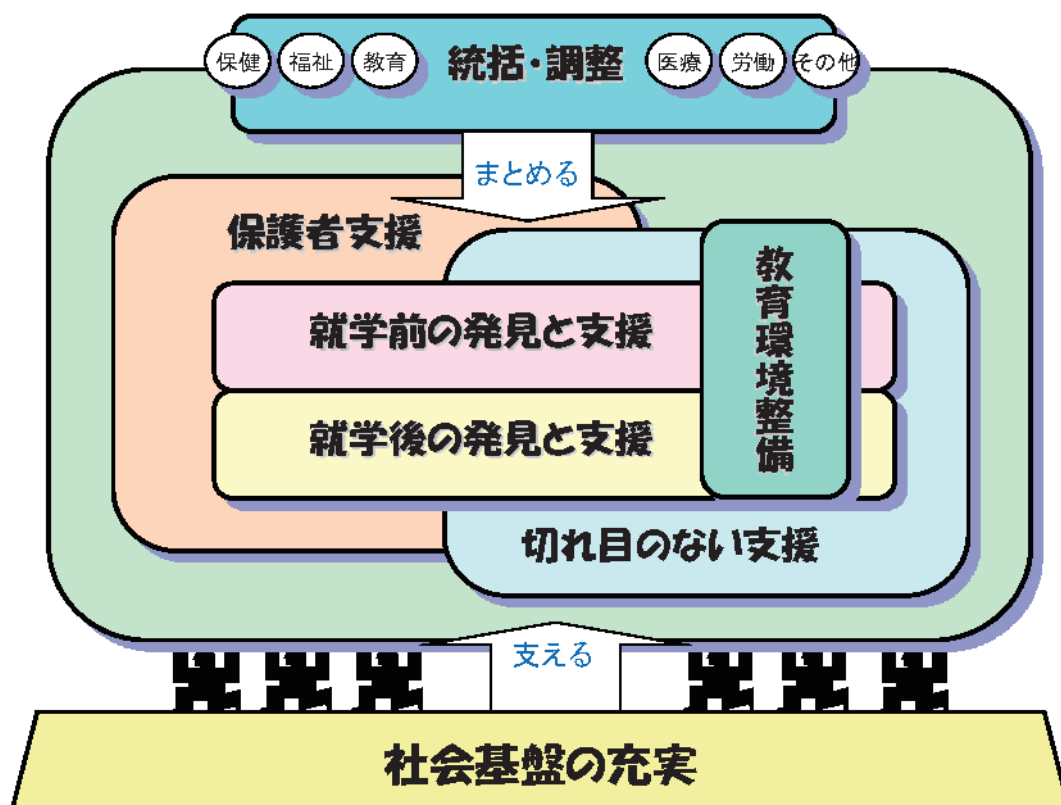 保健
福祉
教育
統括・調整
医療
労働
その他
まとめる
保護者支援
教育環境整備
就学前の発見と支援
就学後の発見と支援
切れ目のない支援
支える
社会基盤の充実